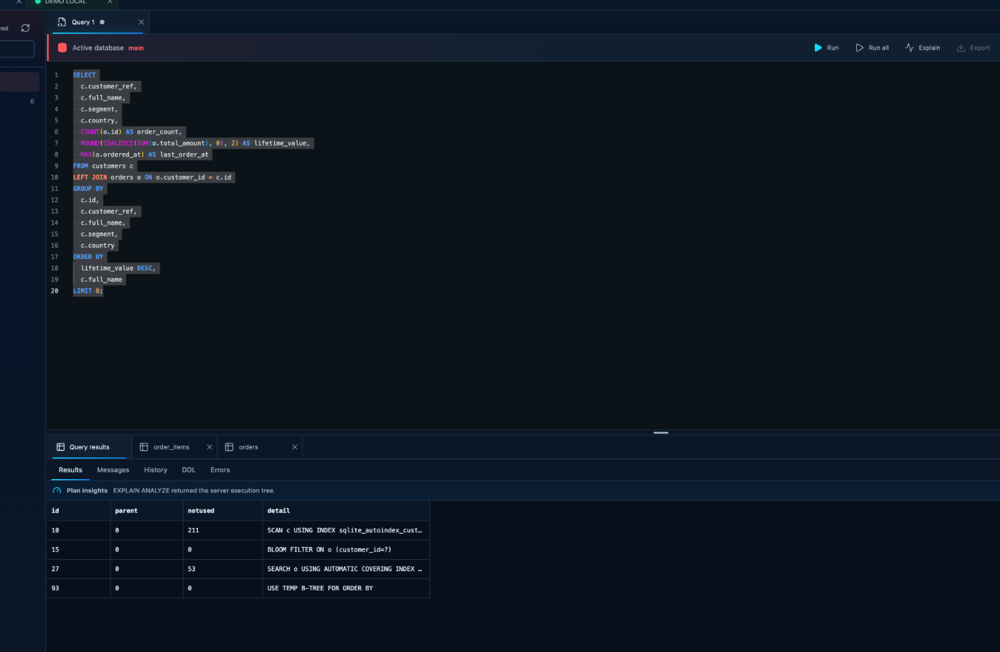 DEMO LOCAL
Query 1
red
Active database main
Run
Run all
Explain
Export
6
1 SELECT
2 c.customer_ref,
3 c.full_name,
4 c.segment,
5 c.country,
6 COUNT(o.id) AS order_count,
7 ROUND(COALESCE(SUM(o.total_amount), 0), 2) AS lifetime_value,
8 MAX(o.ordered_at) AS last_order_at
9 FROM customers c
10 LEFT JOIN orders o ON o.customer_id = c.id
11 GROUP BY
12 c.id,
13 c.customer_ref,
14 c.full_name,
15 c.segment,
16 c.country
17 ORDER BY
18 lifetime_value DESC,
19 c.full_name
20 LIMIT 8;
Query results
order_items
orders
Results Messages History DDL Errors
Plan insights EXPLAIN ANALYZE returned the server execution tree.
id parent notused detail
10 0 211 SCAN c USING INDEX sqlite_autoindex_cust…
15 0 0 BLOOM FILTER ON o (customer_id=?)
27 0 53 SEARCH o USING AUTOMATIC COVERING INDEX …
93 0 0 USE TEMP B-TREE FOR ORDER BY